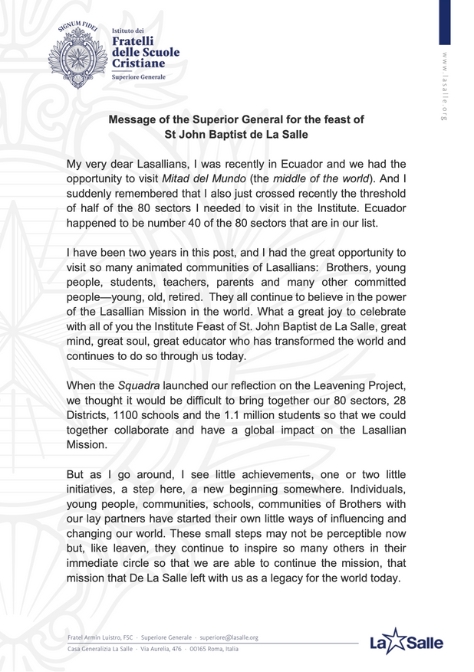 SIGNUM FIDEI
Istituto dei
Fratelli
delle Scuole
Cristiane
Superiore Generale
www.lasalle.org
Message of the Superior General for the feast of
St John Baptist de La Salle
My very dear Lasallians, I was recently in Ecuador and we had the
opportunity to visit Mitad del Mundo (the middle of the world). And I
suddenly remembered that I also just crossed recently the threshold
of half of the 80 sectors I needed to visit in the Institute. Ecuador
happened to be number 40 of the 80 sectors that are in our list.
I have been two years in this post, and I had the great opportunity to
visit so many animated communities of Lasallians: Brothers, young
people, students, teachers, parents and many other committed
people—young, old, retired. They all continue to believe in the power
of the Lasallian Mission in the world. What a great joy to celebrate
with all of you the Institute Feast of St. John Baptist de La Salle, great
mind, great soul, great educator who has transformed the world and
continues to do so through us today.
When the Squadra launched our reflection on the Leavening Project,
we thought it would be difficult to bring together our 80 sectors, 28
Districts, 1100 schools and the 1.1 million students so that we could
together collaborate and have a global impact on the Lasallian
Mission.
But as I go around, I see little achievements, one or two little
initiatives, a step here, a new beginning somewhere. Individuals,
young people, communities, schools, communities of Brothers with
our lay partners have started their own little ways of influencing and
changing our world. These small steps may not be perceptible now
but, like leaven, they continue to inspire so many others in their
immediate circle so that we are able to continue the mission, that
mission that De La Salle left with us as a legacy for the world today.
Fratel Armin Luistro, FSC · Superiore Generale · superiore@lasalle.org
Casa Generalizia La Salle · Via Aurelia, 476 · 00165 Roma, Italia
La Salle